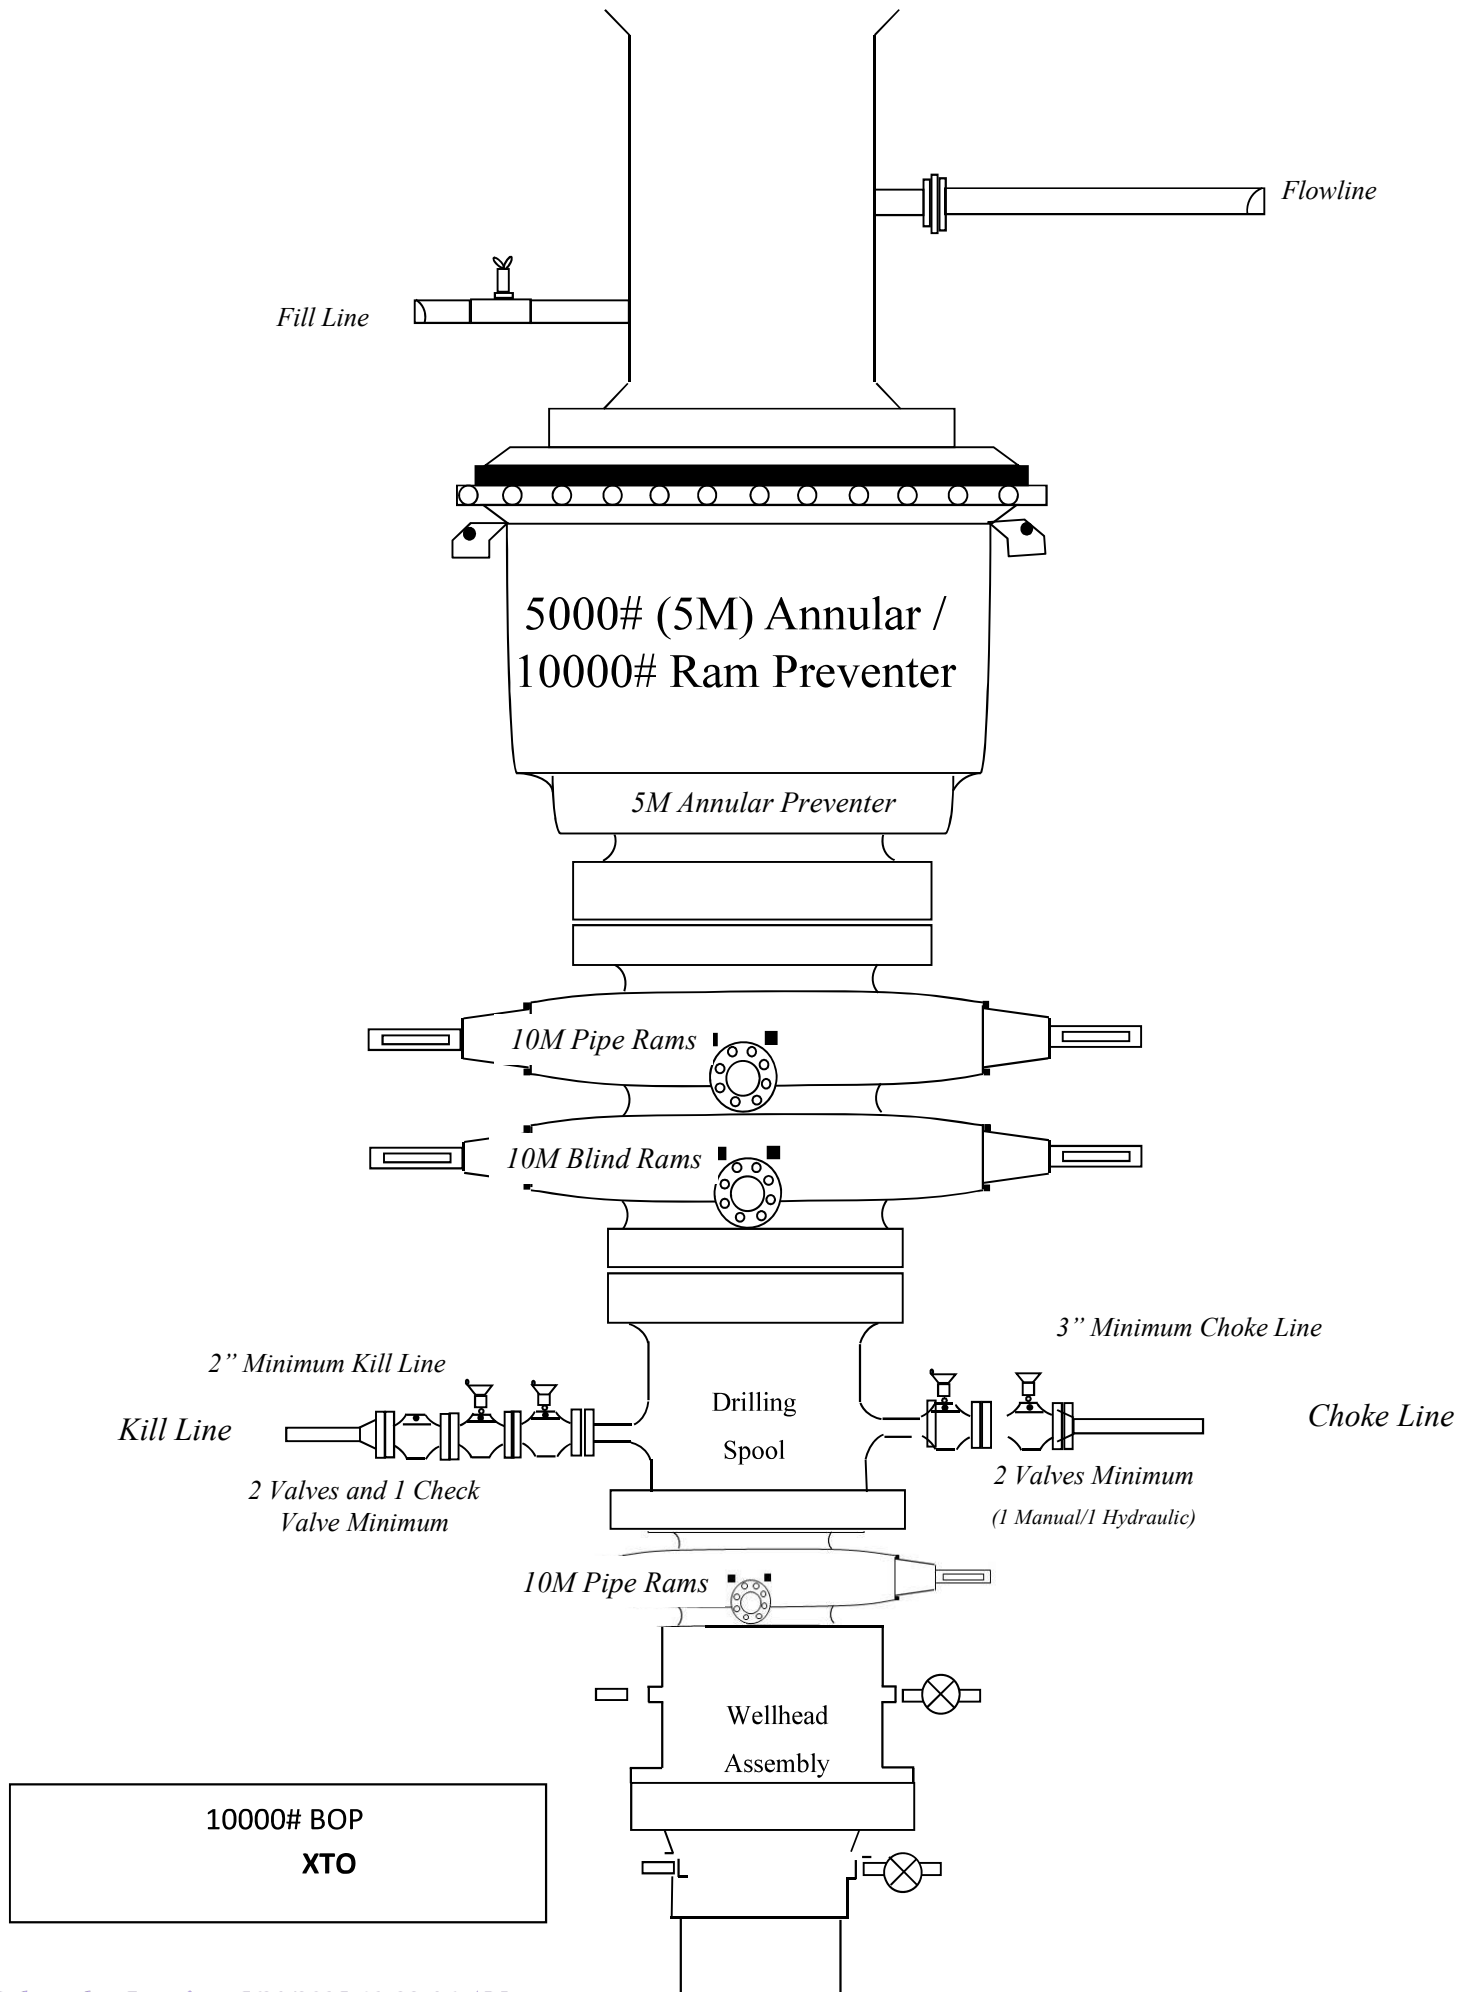 Flowline
Fill Line
5000# (5M) Annular /
10000# Ram Preventer
5M Annular Preventer
10M Pipe Rams
10M Blind Rams
3” Minimum Choke Line
2” Minimum Kill Line
Drilling
Spool
Kill Line
Choke Line
2 Valves and 1 Check
Valve Minimum
2 Valves Minimum
(1 Manual/1 Hydraulic)
10M Pipe Rams
Wellhead
Assembly
10000# BOP
XTO